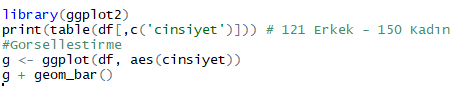 library(ggplot2)
print(table(df[,c('cinsiyet')])) # 121 Erkek - 150 Kadın
#Gorsellestirme
g <- ggplot(df, aes(cinsiyet))
g + geom_bar()